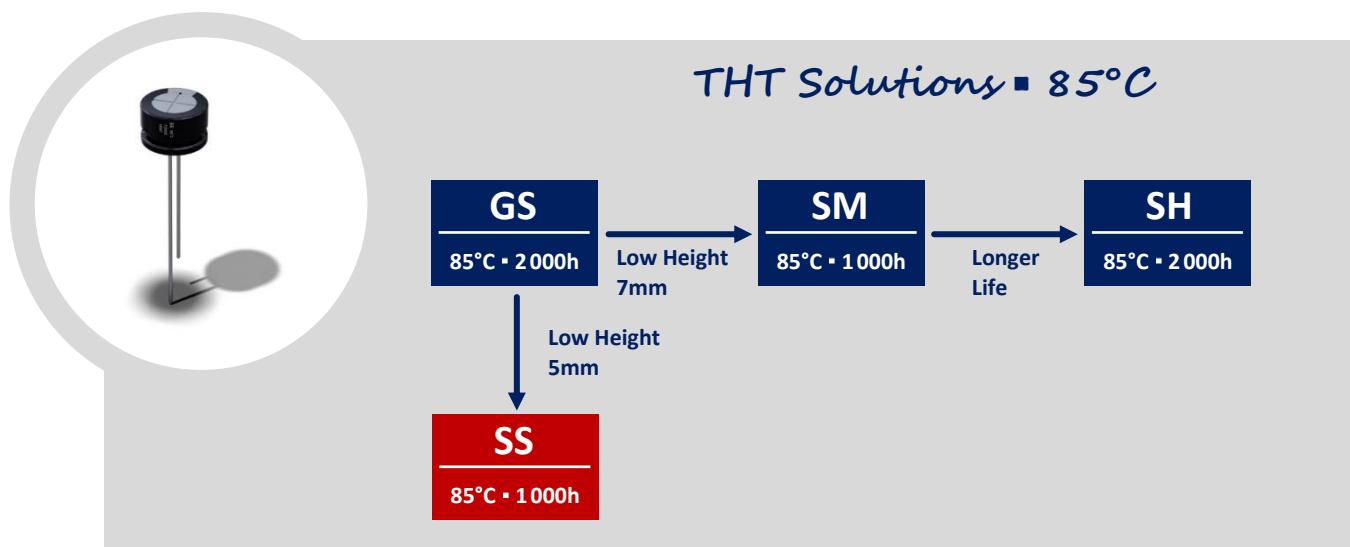 THT Solutions ▪ 85°C
GS
85°C ▪ 2000h
Low Height
7mm
SM
85°C ▪ 1000h
Longer
Life
SH
85°C ▪ 2000h
Low Height
5mm
SS
85°C ▪ 1000h